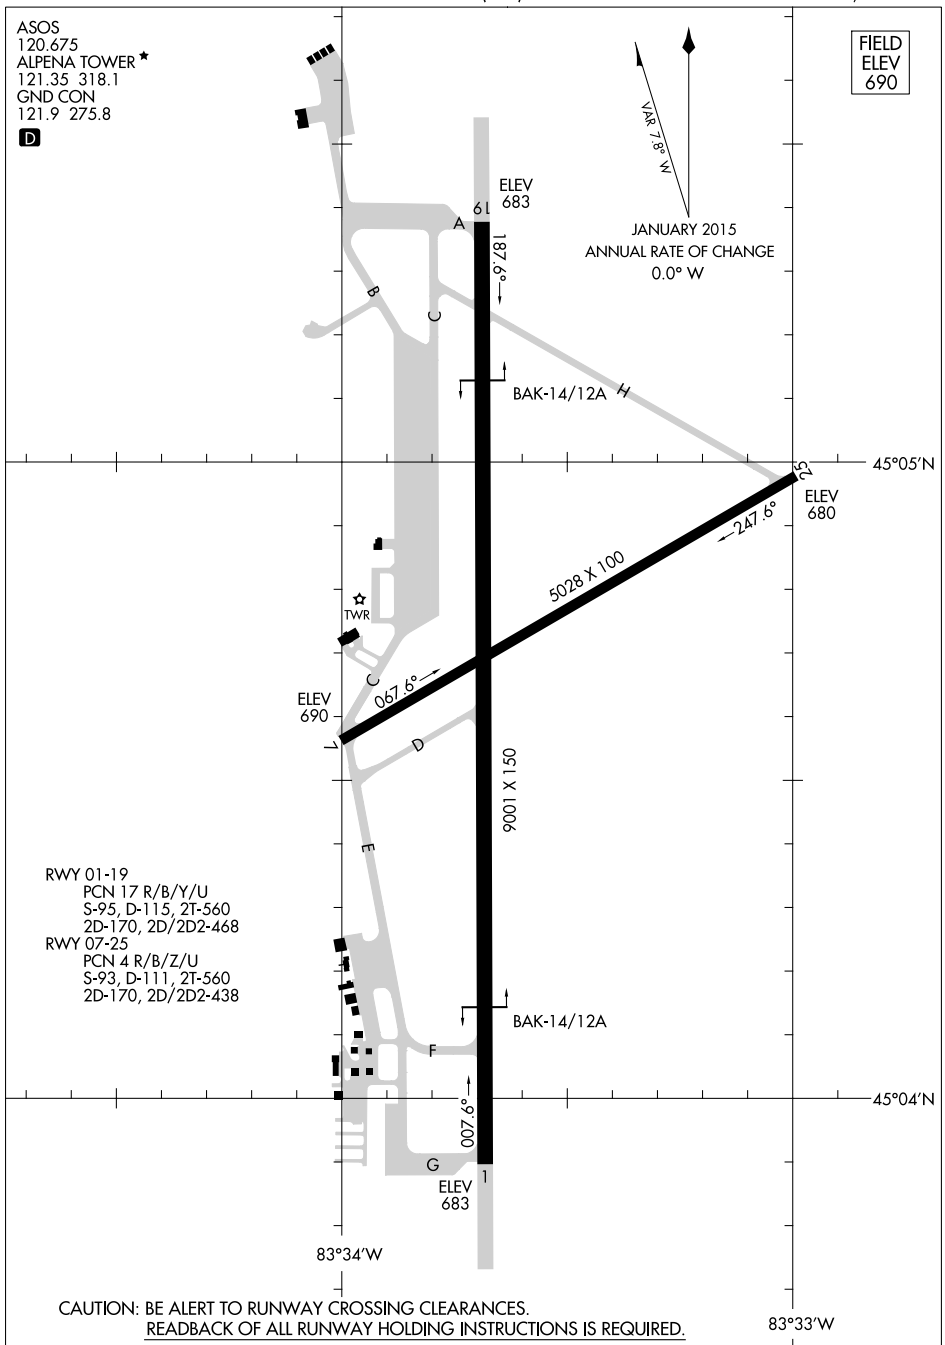 ASOS
120.675
ALPENA TOWER
121.35 318.1
GND CON
121.9 275.8
D
FIELD
ELEV
690
VAR 7.8° W
JANUARY 2015
ANNUAL RATE OF CHANGE
0.0° W
ELEV
683
19
A
187.6°
B
C
H
BAK-14/12A
45°05'N
25
ELEV
680
247.6°
5028 X 100
TWR
C
067.6°
ELEV
690
7
D
9001 X 150
E
RWY 01-19
PCN 17 R/B/Y/U
S-95, D-115, 2T-560
2D-170, 2D/2D2-468
RWY 07-25
PCN 4 R/B/Z/U
S-93, D-111, 2T-560
2D-170, 2D/2D2-438
BAK-14/12A
F
007.6°
45°04'N
G
1
ELEV
683
83°34'W
83°33'W
CAUTION: BE ALERT TO RUNWAY CROSSING CLEARANCES.
READBACK OF ALL RUNWAY HOLDING INSTRUCTIONS IS REQUIRED.